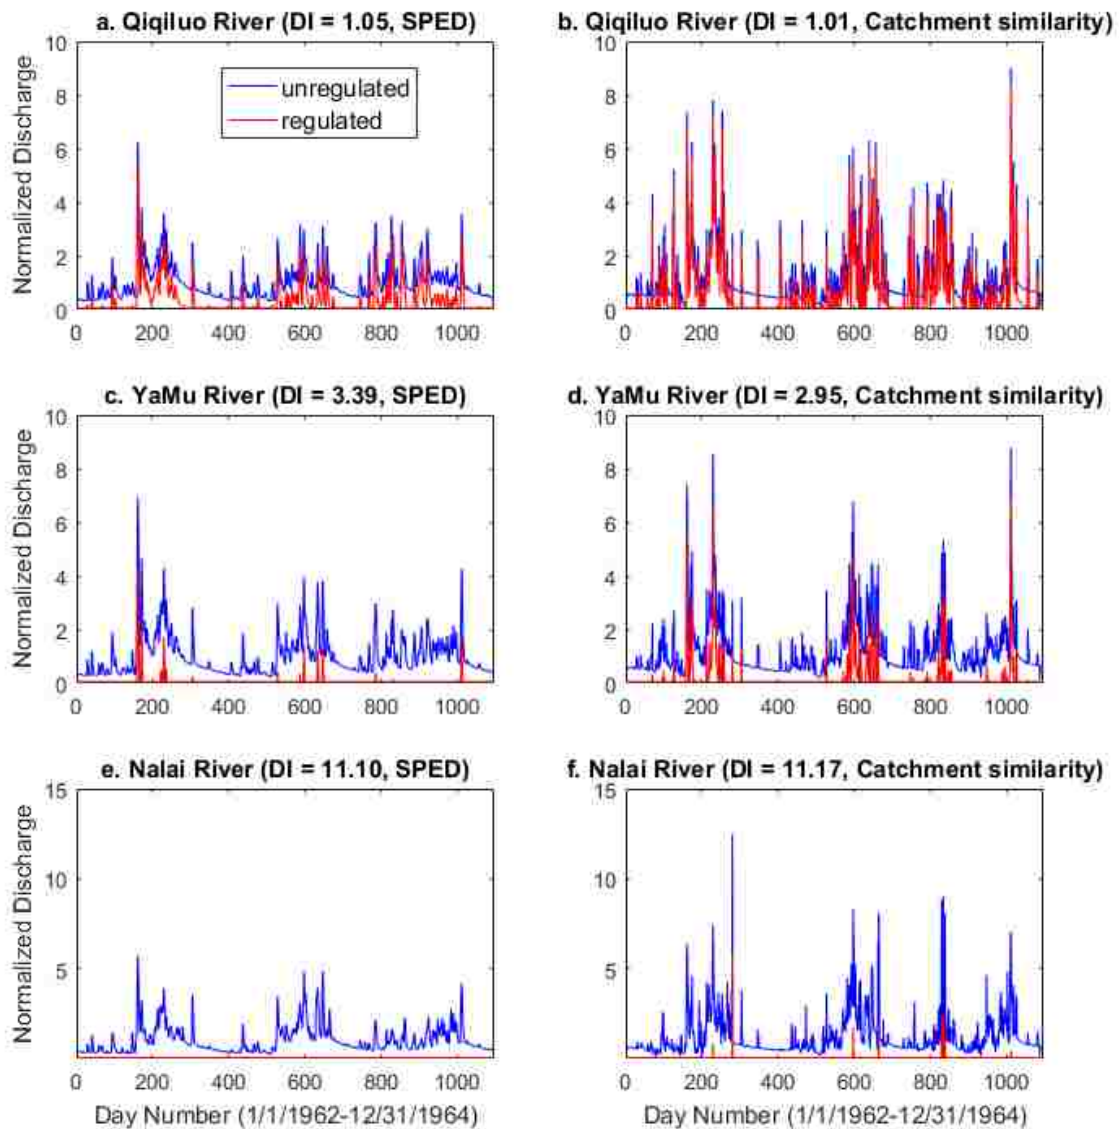 a. Qiqiluo River (DI = 1.05, SPED)
b. Qiqiluo River (DI = 1.01, Catchment similarity)
Normalized Discharge
10
8
6
4
2
0
unregulated
regulated
0 200 400 600 800 1000
10
8
6
4
2
0
0 200 400 600 800 1000
c. YaMu River (DI = 3.39, SPED)
d. YaMu River (DI = 2.95, Catchment similarity)
Normalized Discharge
10
8
6
4
2
0
0 200 400 600 800 1000
10
8
6
4
2
0
0 200 400 600 800 1000
e. Nalai River (DI = 11.10, SPED)
f. Nalai River (DI = 11.17, Catchment similarity)
Normalized Discharge
15
10
5
0 200 400 600 800 1000
Day Number (1/1/1962-12/31/1964)
15
10
5
0 200 400 600 800 1000
Day Number (1/1/1962-12/31/1964)